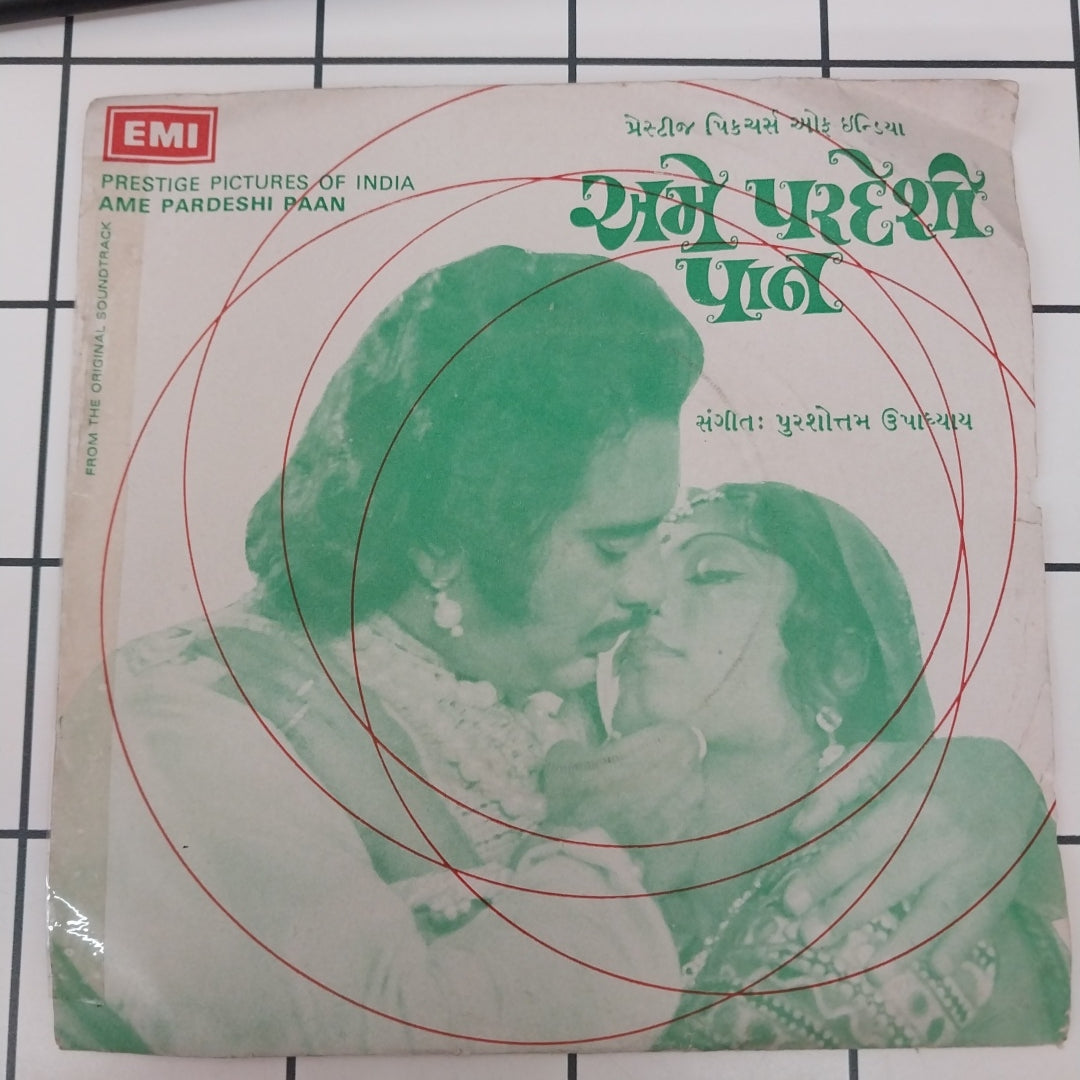 EMI
PRESTIGE PICTURES OF INDIA
AME PARDESHI PAAN
FROM THE ORIGINAL SOUNDTRACK
પ્રેસ્ટીજ પિકચર્સ ઓફ ઇન્ડિયા
અમે પરદેશી
પાન
સંગીતઃ પુરશોત્તમ ઉપાધ્યાય